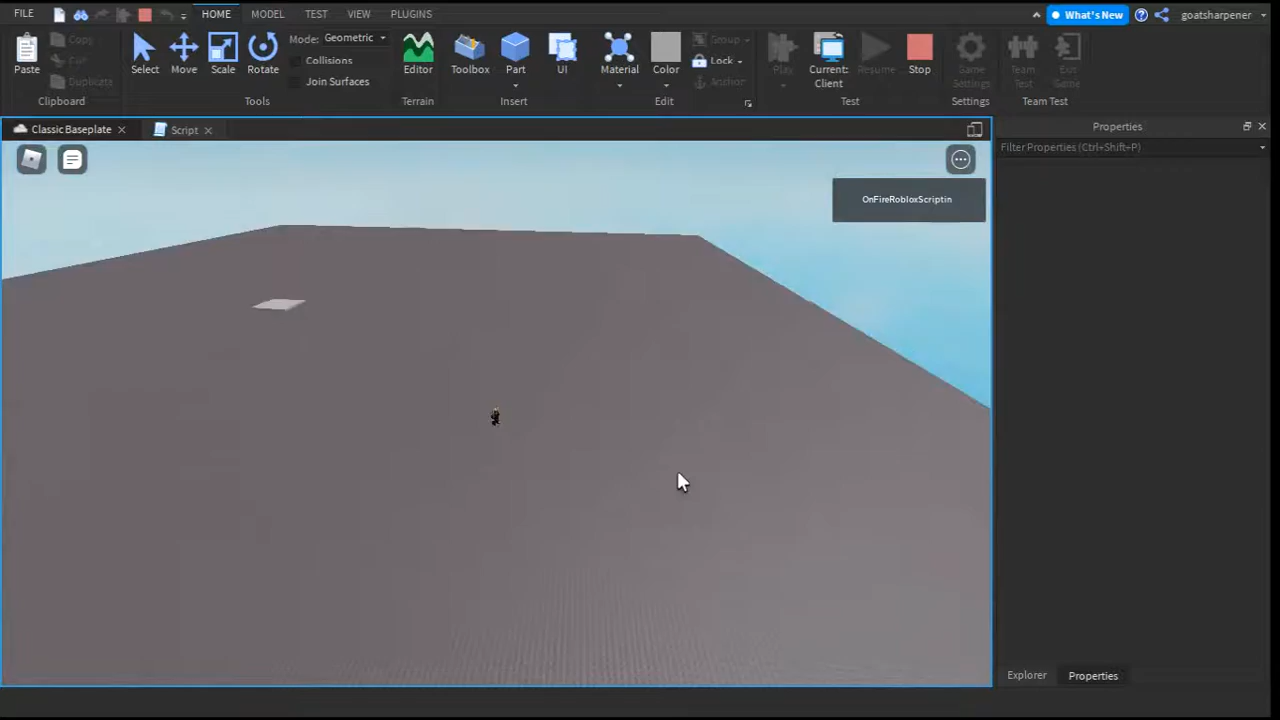 FILE HOME MODEL TEST VIEW PLUGINS What's New goatsharpener
Paste Copy Cut Duplicate Select Move Scale Rotate Mode: Geometric Collisions Join Surfaces Editor Toolbox Part UI Material Color Group Lock Anchor Play Current: Client Resume Stop Game Settings Team Test Exit Game
Clipboard Tools Terrain Insert Edit Test Settings Team Test
Classic Baseplate Script Properties
Filter Properties (Ctrl+Shift+P)
OnFireRobloxScriptin
Explorer Properties